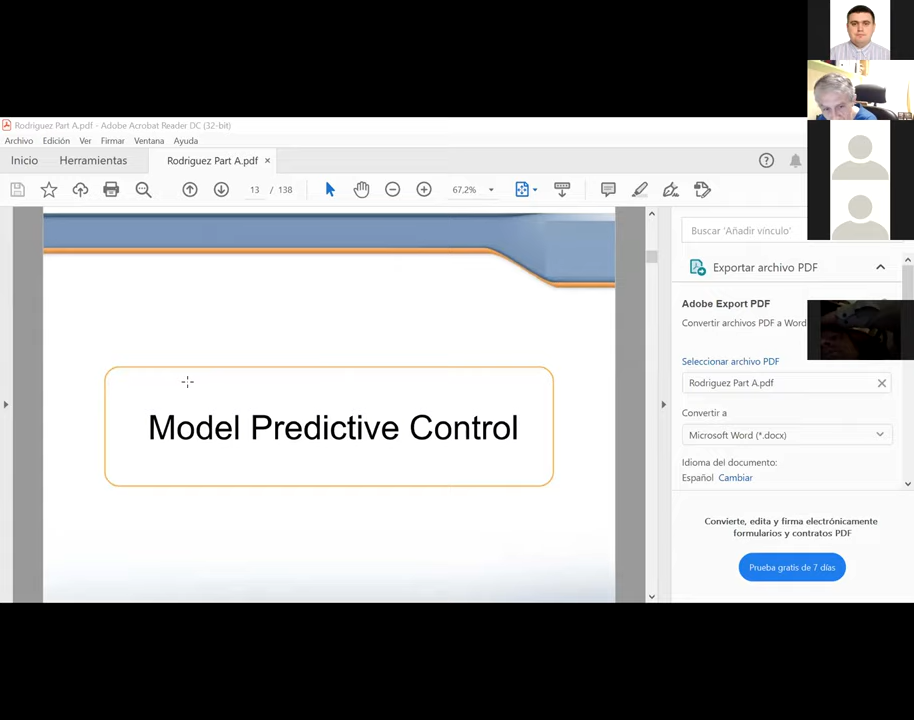 Rodriguez Part A.pdf - Adobe Acrobat Reader DC (32-bit)
Archivo Edición Ver Firmar Ventana Ayuda
Inicio Herramientas Rodriguez Part A.pdf ×
13 / 138 67,2%
Buscar 'Añadir vínculo'
Exportar archivo PDF
Adobe Export PDF
Convertir archivos PDF a Word
Seleccionar archivo PDF
Rodriguez Part A.pdf
Convertir a
Microsoft Word (*.docx)
Idioma del documento:
Español Cambiar
Convierte, edita y firma electrónicamente
formularios y contratos PDF
Prueba gratis de 7 días
Model Predictive Control